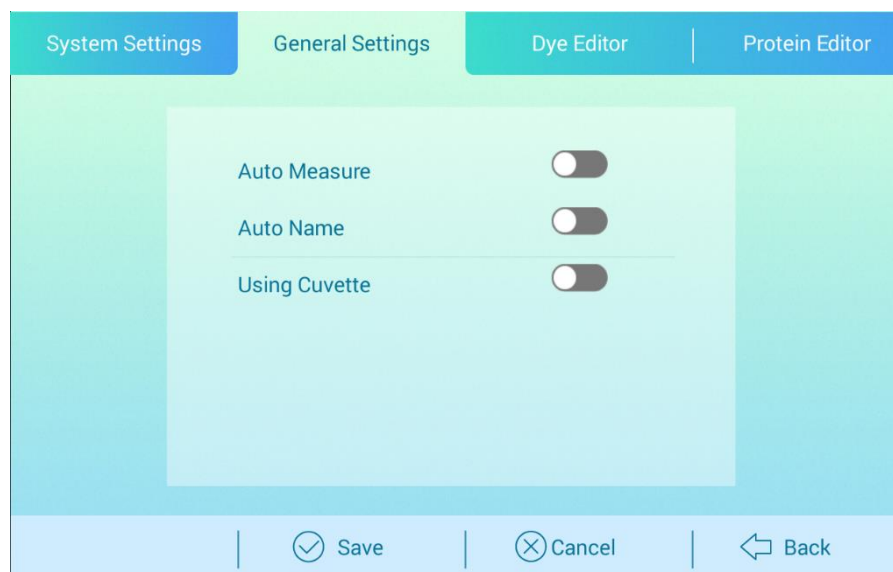 System Settings
General Settings
Dye Editor
Protein Editor
Auto Measure
Auto Name
Using Cuvette
Save
Cancel
Back